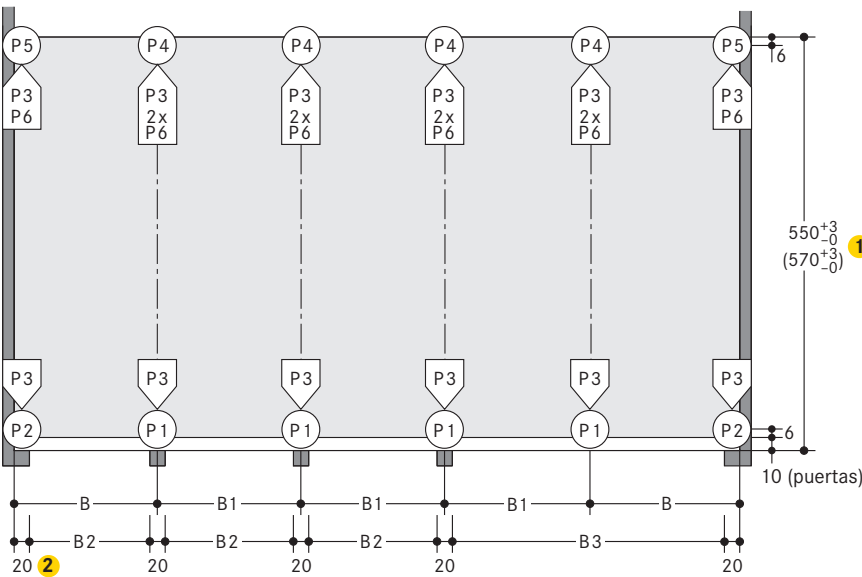 P5 P4 P4 P4 P4 P5
6
P3 P3 P3 P3 P3 P3
P6 2x 2x 2x 2x P6
P6 P6 P6 P6
550 +3 -0
(570 +3 -0)
1
P3 P3 P3 P3 P3 P3
P2 P1 P1 P1 P1 P2
6
10 (puertas)
B B1 B1 B1 B
B2 B2 B2 B3
20 2 20 20 20 20